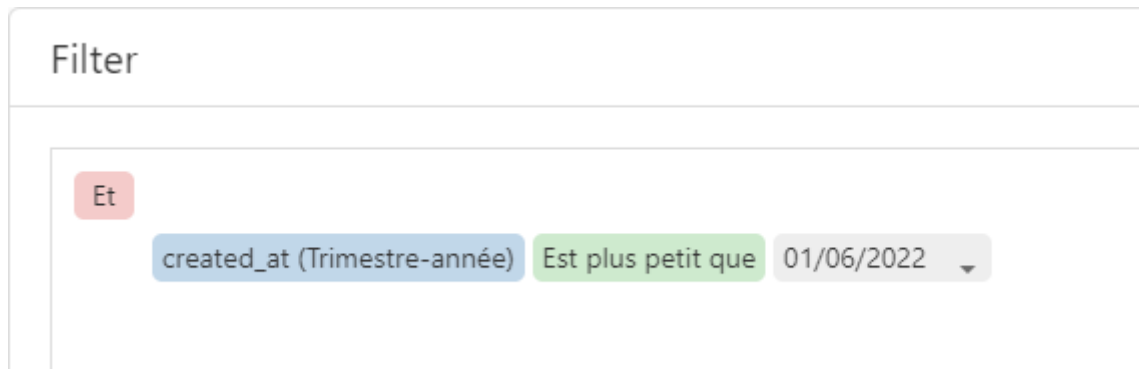 Filter
Et
created_at (Trimestre-année) Est plus petit que 01/06/2022